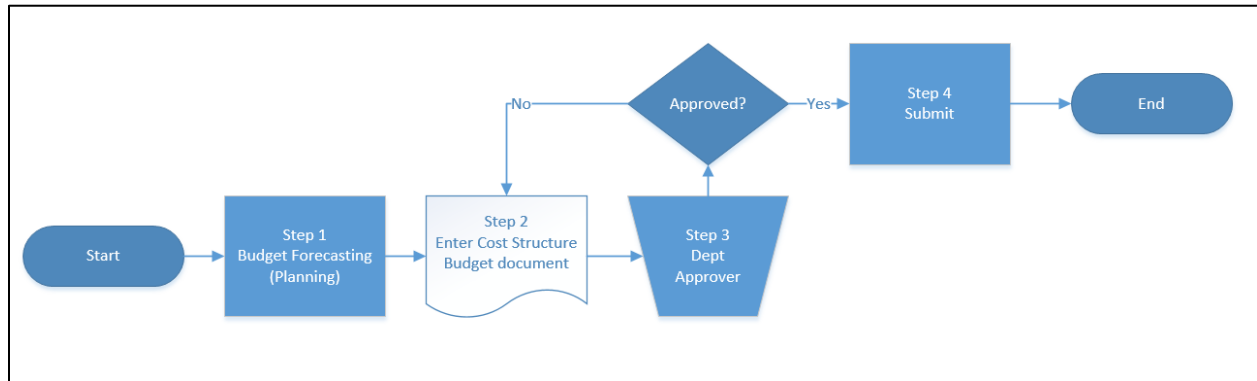 Start
Step 1
Budget Forecasting
(Planning)
Step 2
Enter Cost Structure
Budget document
Step 3
Dept
Approver
Approved?
No
Yes
Step 4
Submit
End